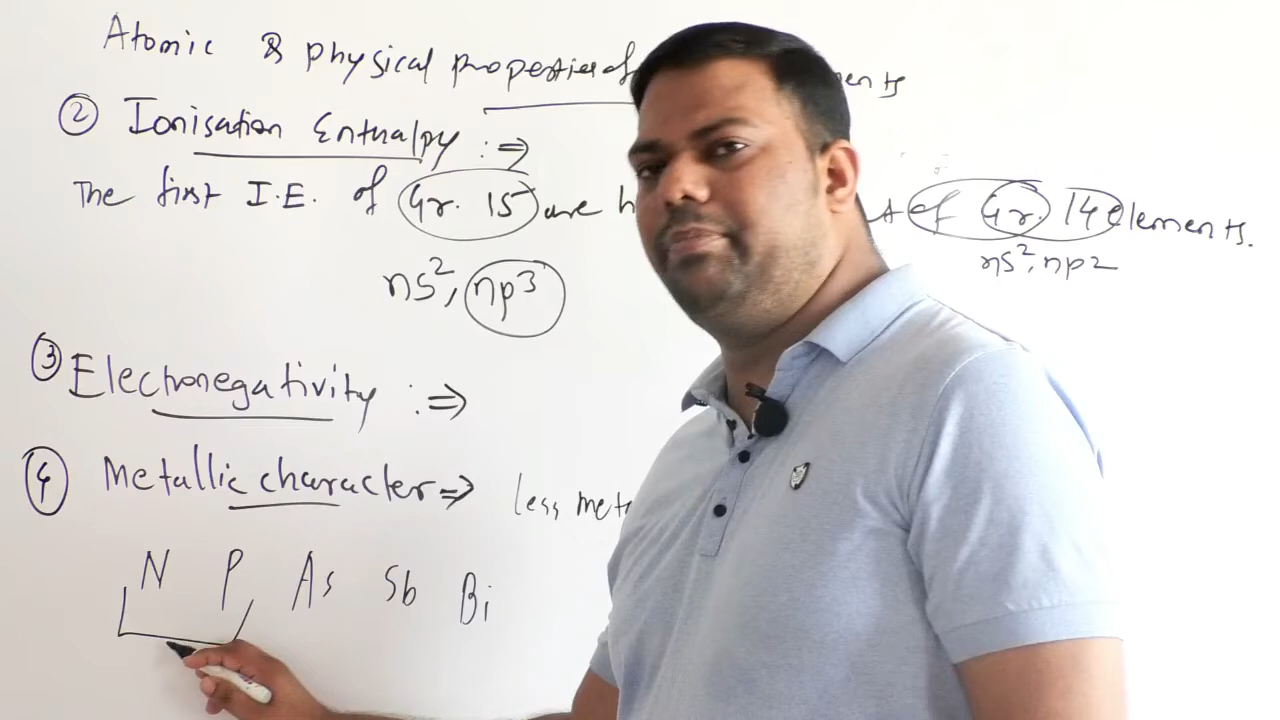 Atomic & physical properties of
② Ionisation Enthalpy :⇒
The first I.E. of Gr. 15 are of Gr. 14 elements.
ns², np³
ns², np2
③ Electronegativity :⇒
④ Metallic character ⇒ less
N P As Sb Bi